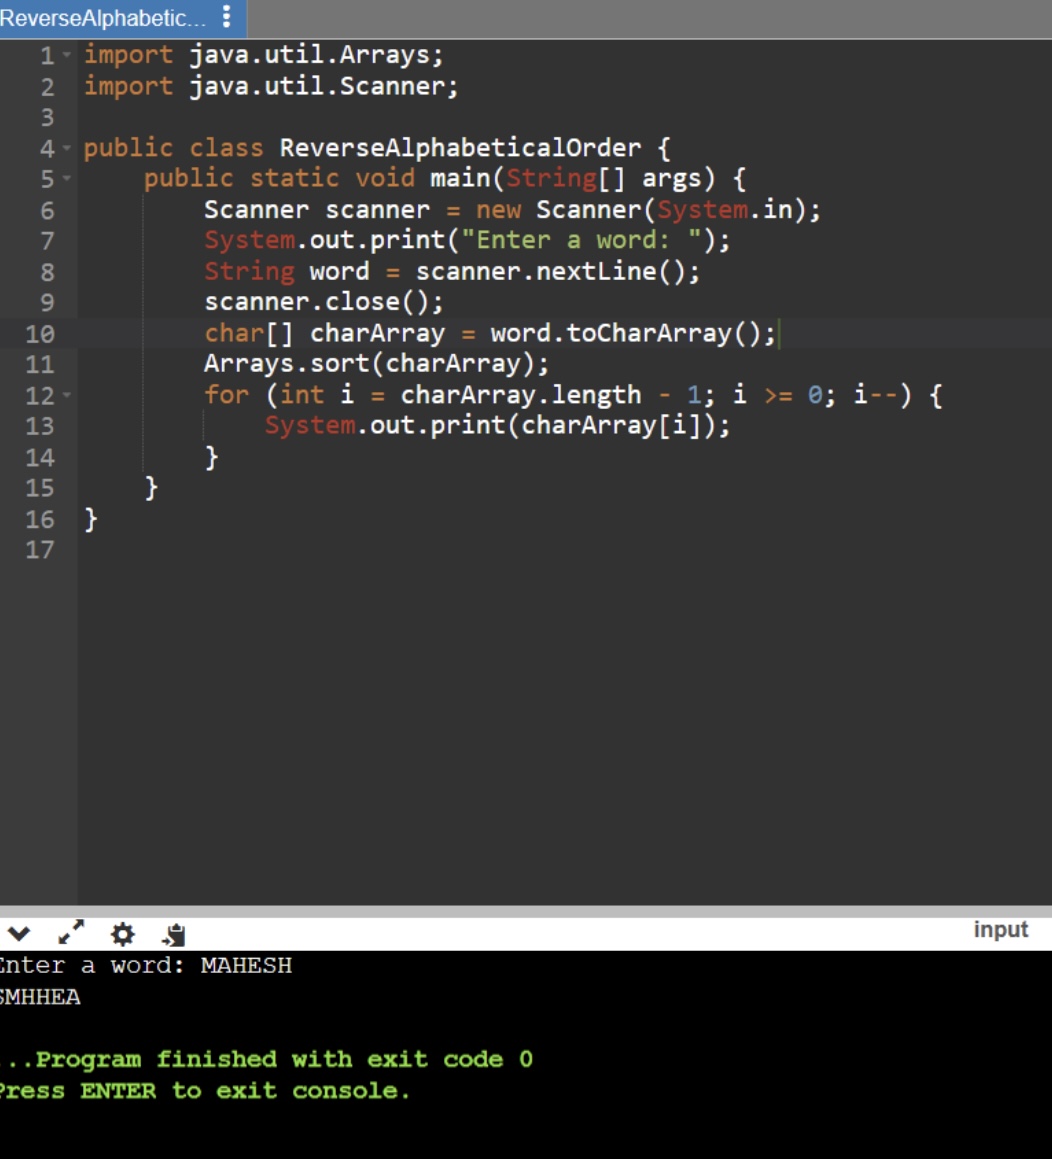 ReverseAlphabetic...
1 import java.util.Arrays;
2 import java.util.Scanner;
3
4 public class ReverseAlphabeticalOrder {
5     public static void main(String[] args) {
6         Scanner scanner = new Scanner(System.in);
7         System.out.print("Enter a word: ");
8         String word = scanner.nextLine();
9         scanner.close();
10         char[] charArray = word.toCharArray();
11         Arrays.sort(charArray);
12         for (int i = charArray.length - 1; i >= 0; i--) {
13             System.out.print(charArray[i]);
14         }
15     }
16 }
17
input
Enter a word: MAHESH
SMHHEA
...Program finished with exit code 0
Press ENTER to exit console.